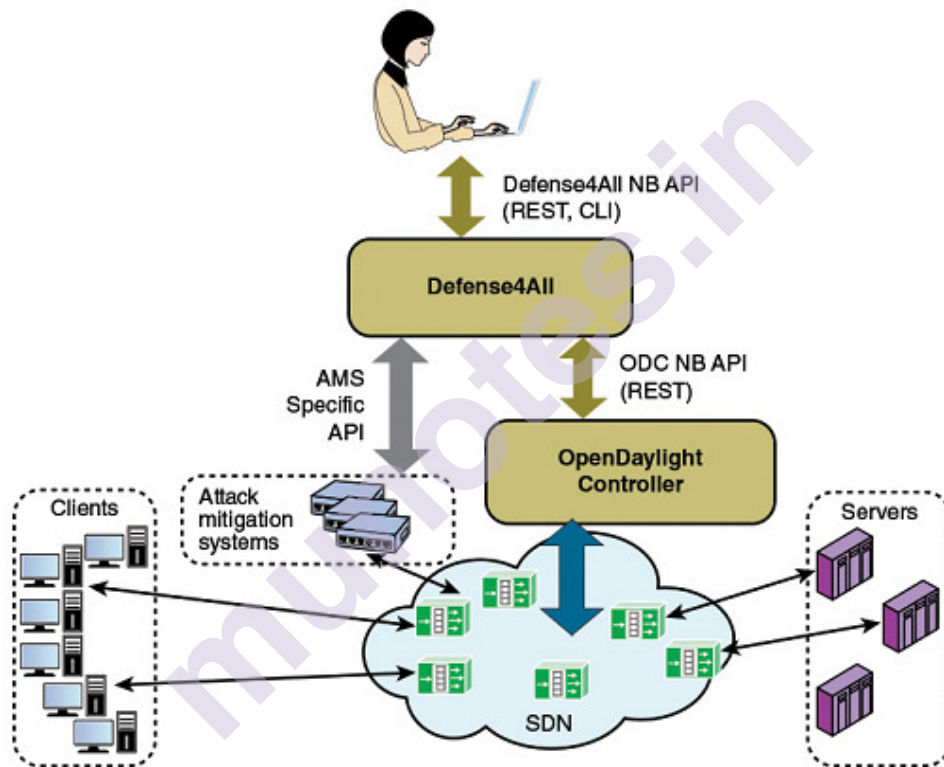 Defense4All NB API
(REST, CLI)
Defense4All
AMS
Specific
API
ODC NB API
(REST)
OpenDaylight
Controller
Clients
Attack
mitigation
systems
Servers
SDN
munotes.in